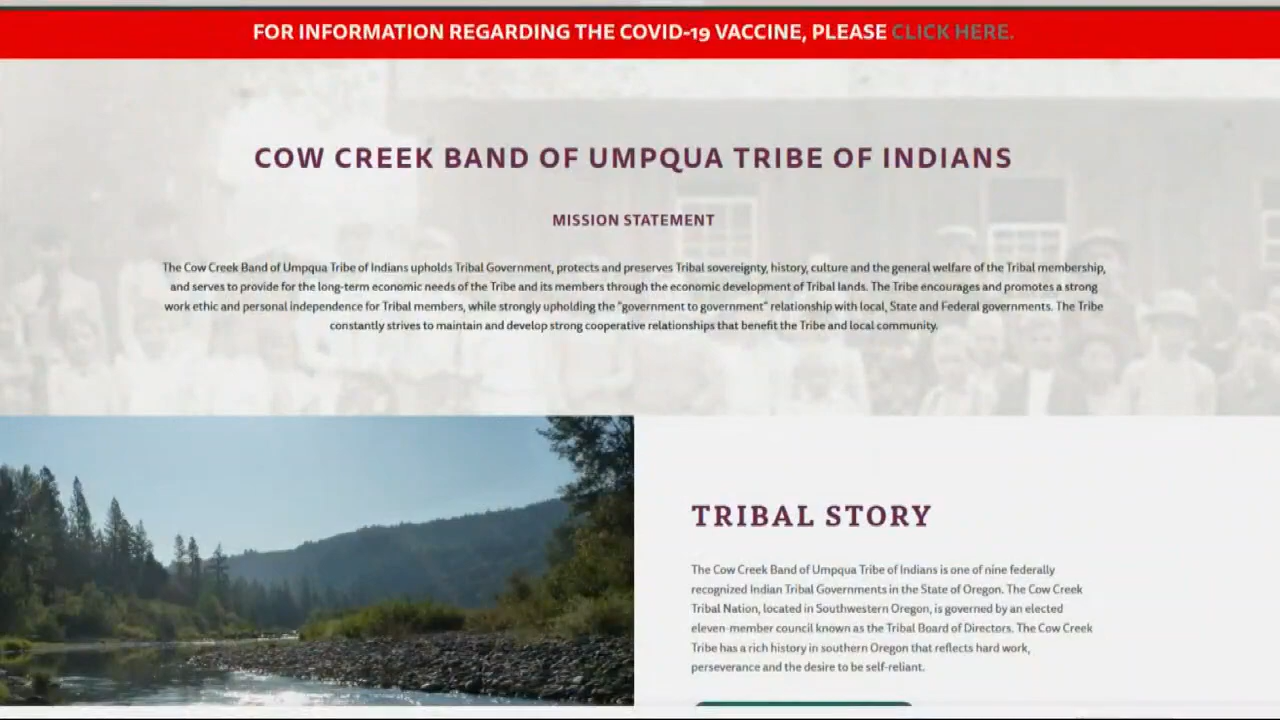 FOR INFORMATION REGARDING THE COVID-19 VACCINE, PLEASE CLICK HERE.
COW CREEK BAND OF UMPQUA TRIBE OF INDIANS
MISSION STATEMENT
The Cow Creek Band of Umpqua Tribe of Indians upholds Tribal Government, protects and preserves Tribal sovereignty, history, culture and the general welfare of the Tribal membership,
and serves to provide for the long-term economic needs of the Tribe and its members through the economic development of Tribal lands. The Tribe encourages and promotes a strong
work ethic and personal independence for Tribal members, while strongly upholding the "government to government" relationship with local, State and Federal governments. The Tribe
constantly strives to maintain and develop strong cooperative relationships that benefit the Tribe and local community.
TRIBAL STORY
The Cow Creek Band of Umpqua Tribe of Indians is one of nine federally
recognized Indian Tribal Governments in the State of Oregon. The Cow Creek
Tribal Nation, located in Southwestern Oregon, is governed by an elected
eleven-member council known as the Tribal Board of Directors. The Cow Creek
Tribe has a rich history in southern Oregon that reflects hard work,
perseverance and the desire to be self-reliant.